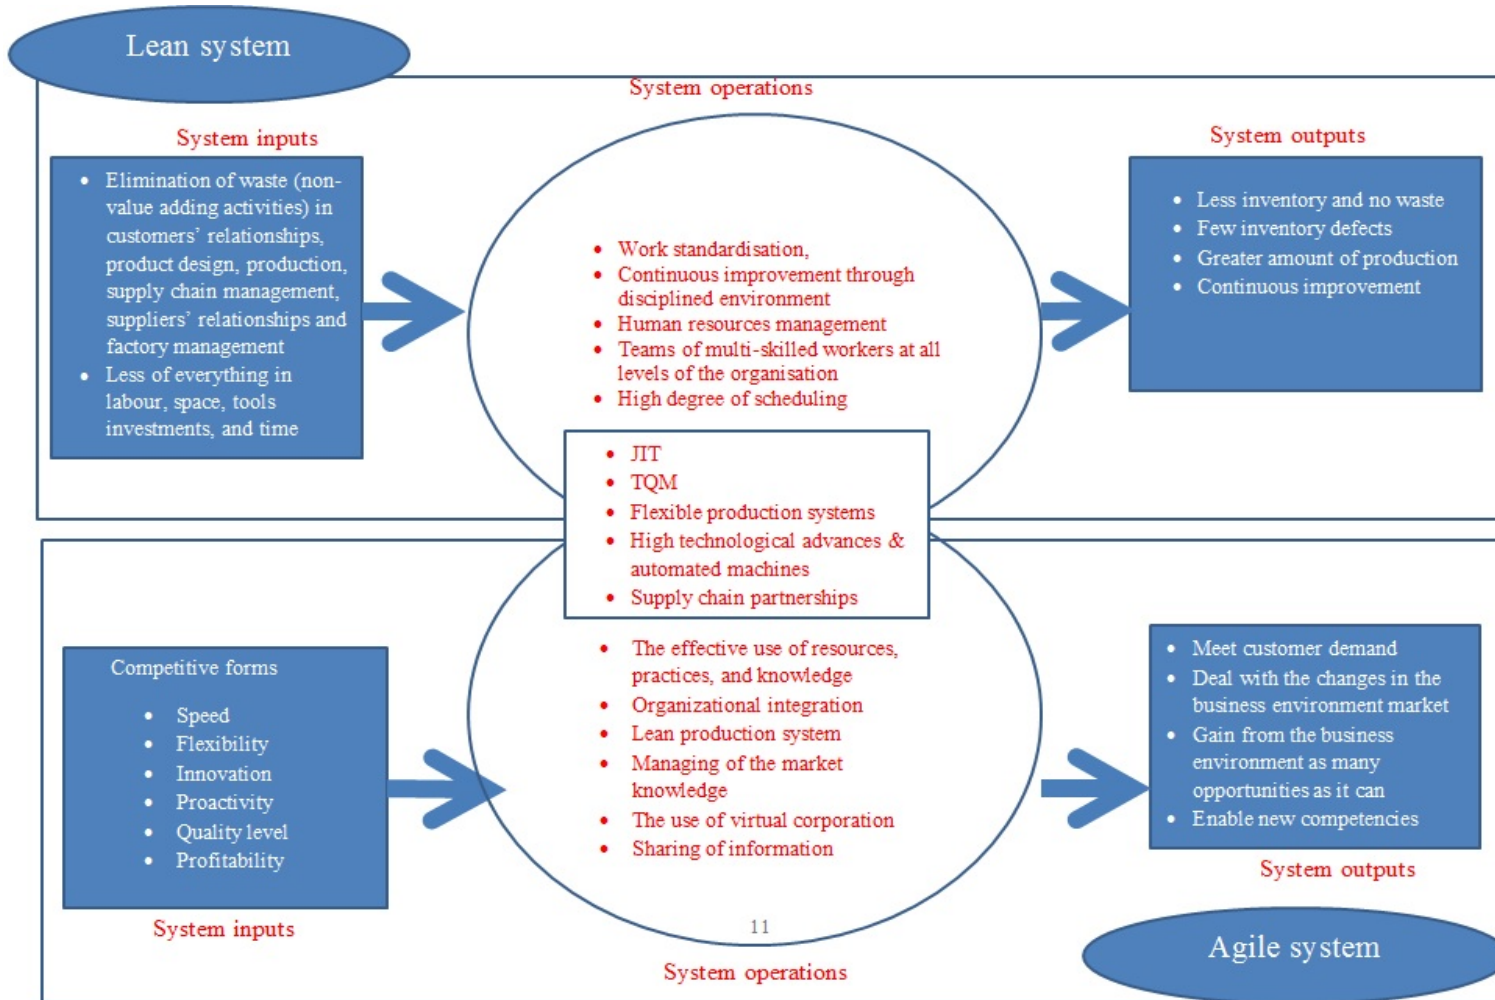 Lean system
System operations
System inputs
System outputs
• Elimination of waste (non-
value adding activities) in
customers’ relationships,
product design, production,
supply chain management,
suppliers’ relationships and
factory management
• Less of everything in
labour, space, tools
investments, and time
• Work standardisation,
• Continuous improvement through
disciplined environment
• Human resources management
• Teams of multi-skilled workers at all
levels of the organisation
• High degree of scheduling
• Less inventory and no waste
• Few inventory defects
• Greater amount of production
• Continuous improvement
• JIT
• TQM
• Flexible production systems
• High technological advances &
automated machines
• Supply chain partnerships
Competitive forms
• Speed
• Flexibility
• Innovation
• Proactivity
• Quality level
• Profitability
System inputs
• The effective use of resources,
practices, and knowledge
• Organizational integration
• Lean production system
• Managing of the market
knowledge
• The use of virtual corporation
• Sharing of information
11
System operations
• Meet customer demand
• Deal with the changes in the
business environment market
• Gain from the business
environment as many
opportunities as it can
• Enable new competencies
System outputs
Agile system